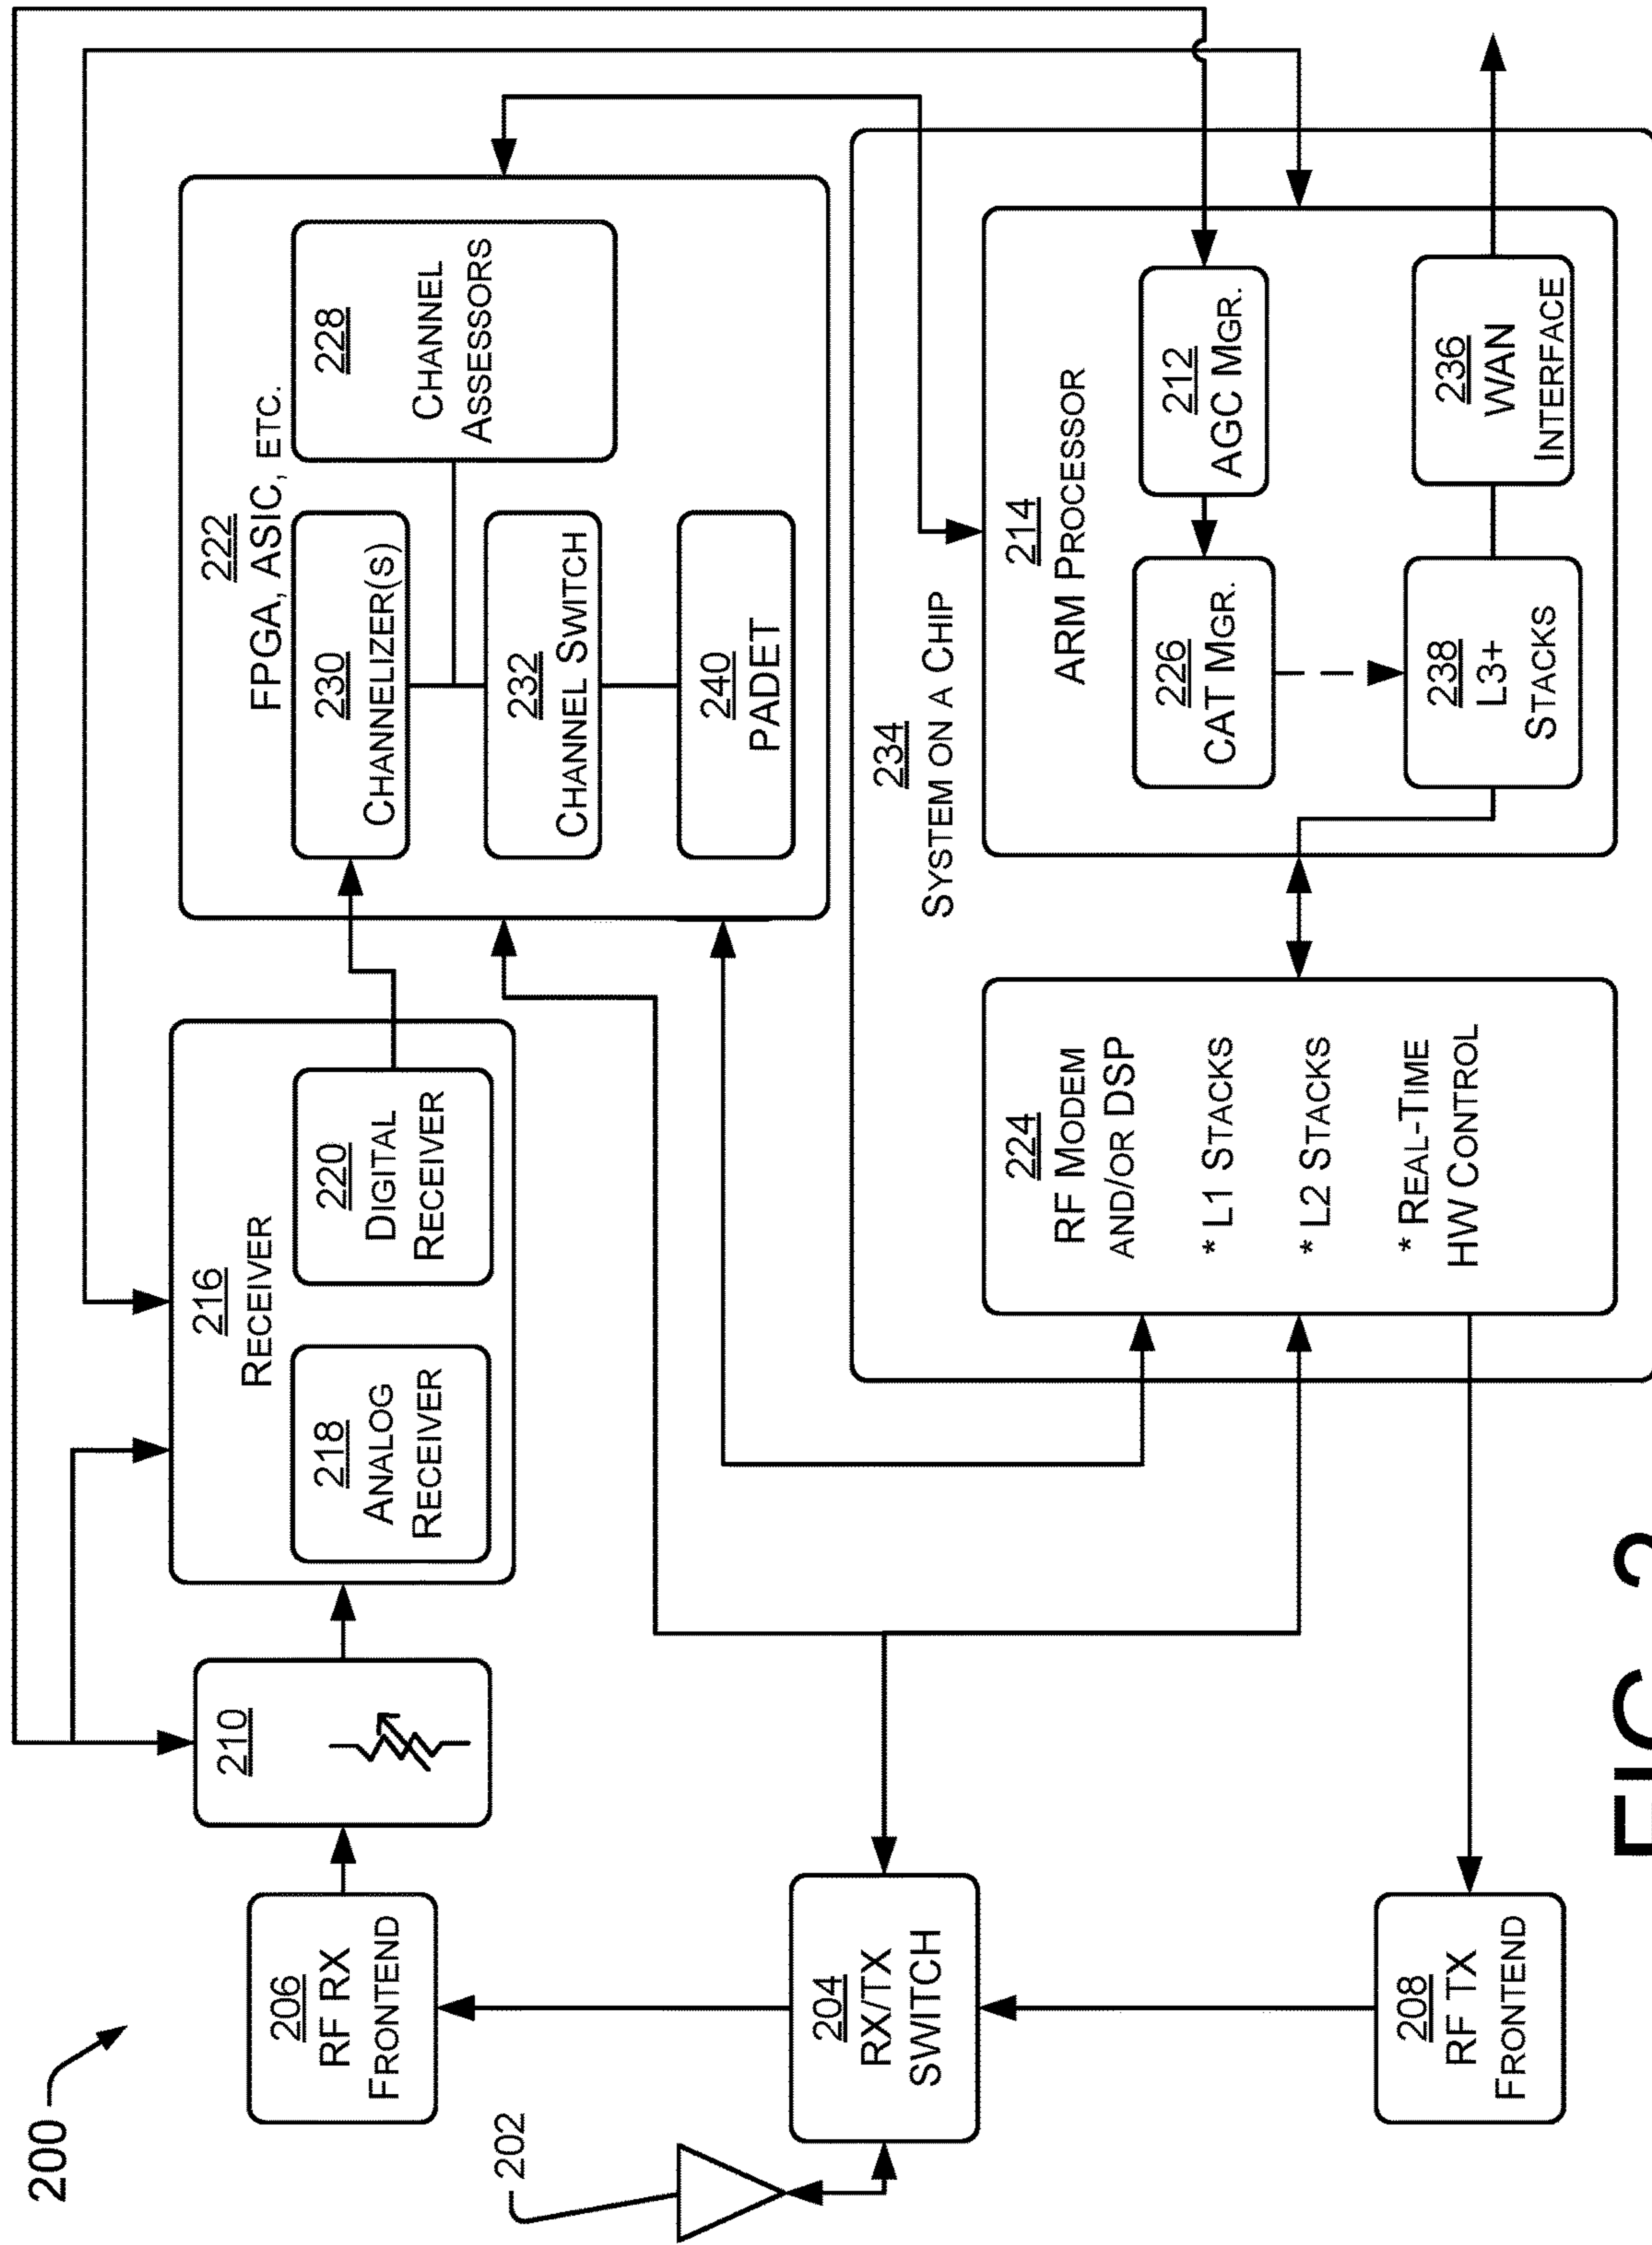 200
202
206
RF RX
FRONTEND
210
216
RECEIVER
218
ANALOG
RECEIVER
220
DIGITAL
RECEIVER
222
FPGA, ASIC, ETC.
230
CHANNELIZER(S)
228
CHANNEL
ASSESSORS
232
CHANNEL SWITCH
240
PADET
204
RX/TX
SWITCH
234
SYSTEM ON A CHIP
224
RF MODEM
AND/OR DSP
* L1 STACKS
* L2 STACKS
* REAL-TIME
HW CONTROL
214
ARM PROCESSOR
226
CAT MGR.
212
AGC MGR.
238
L3+
STACKS
236
WAN
INTERFACE
208
RF TX
FRONTEND
FIG. 2